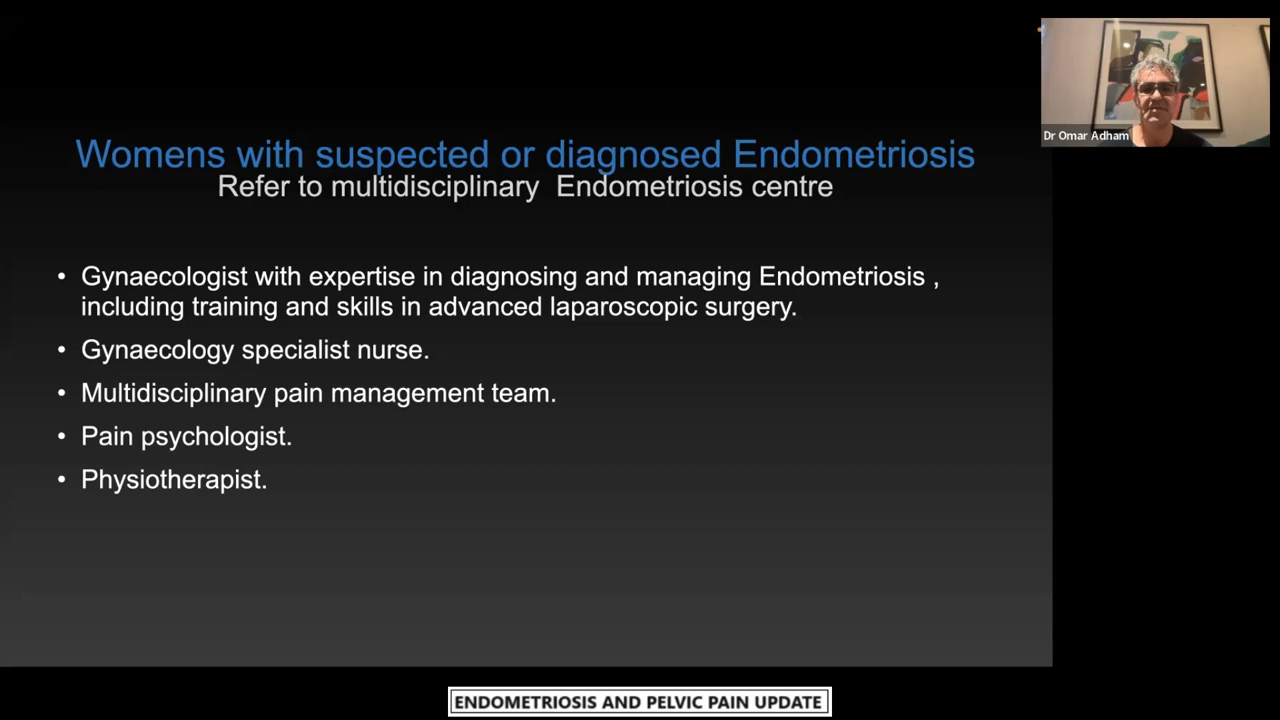 Womens with suspected or diagnosed Endometriosis
Refer to multidisciplinary  Endometriosis centre
• Gynaecologist with expertise in diagnosing and managing Endometriosis ,
including training and skills in advanced laparoscopic surgery.
• Gynaecology specialist nurse.
• Multidisciplinary pain management team.
• Pain psychologist.
• Physiotherapist.
Dr Omar Adham
ENDOMETRIOSIS AND PELVIC PAIN UPDATE